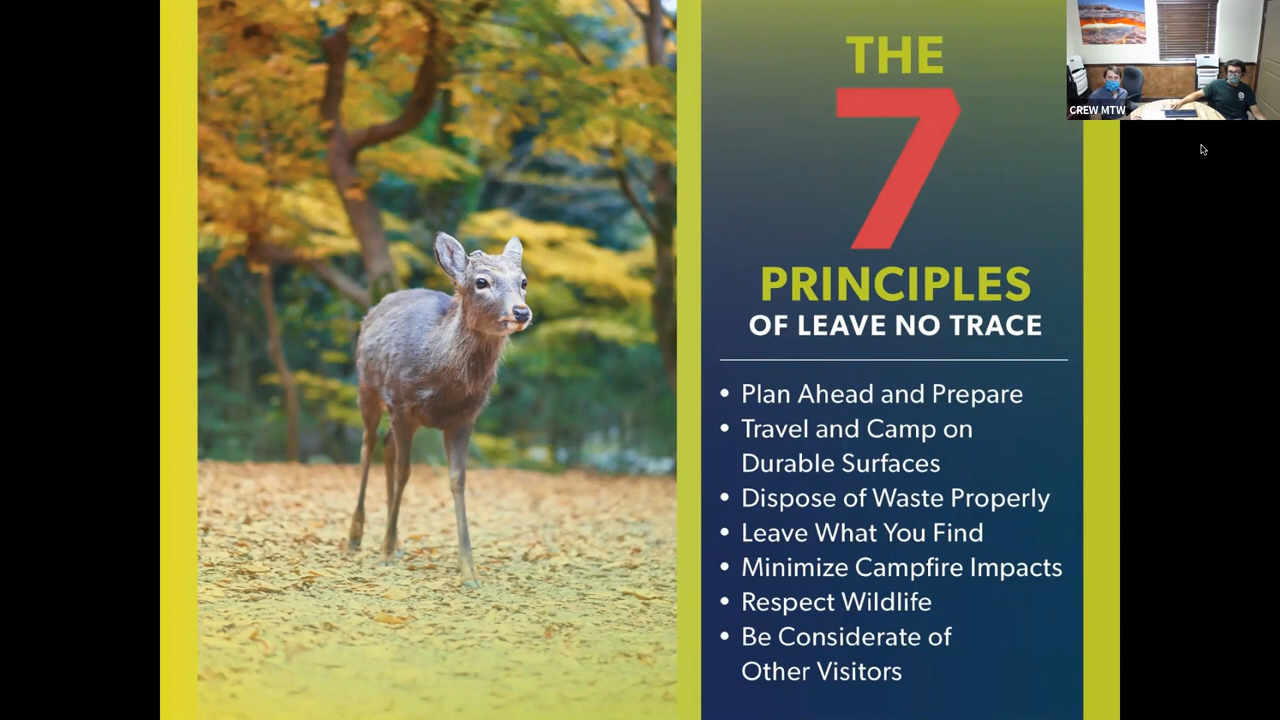 THE
7
PRINCIPLES
OF LEAVE NO TRACE
• Plan Ahead and Prepare
• Travel and Camp on
Durable Surfaces
• Dispose of Waste Properly
• Leave What You Find
• Minimize Campfire Impacts
• Respect Wildlife
• Be Considerate of
Other Visitors
CREW MTW